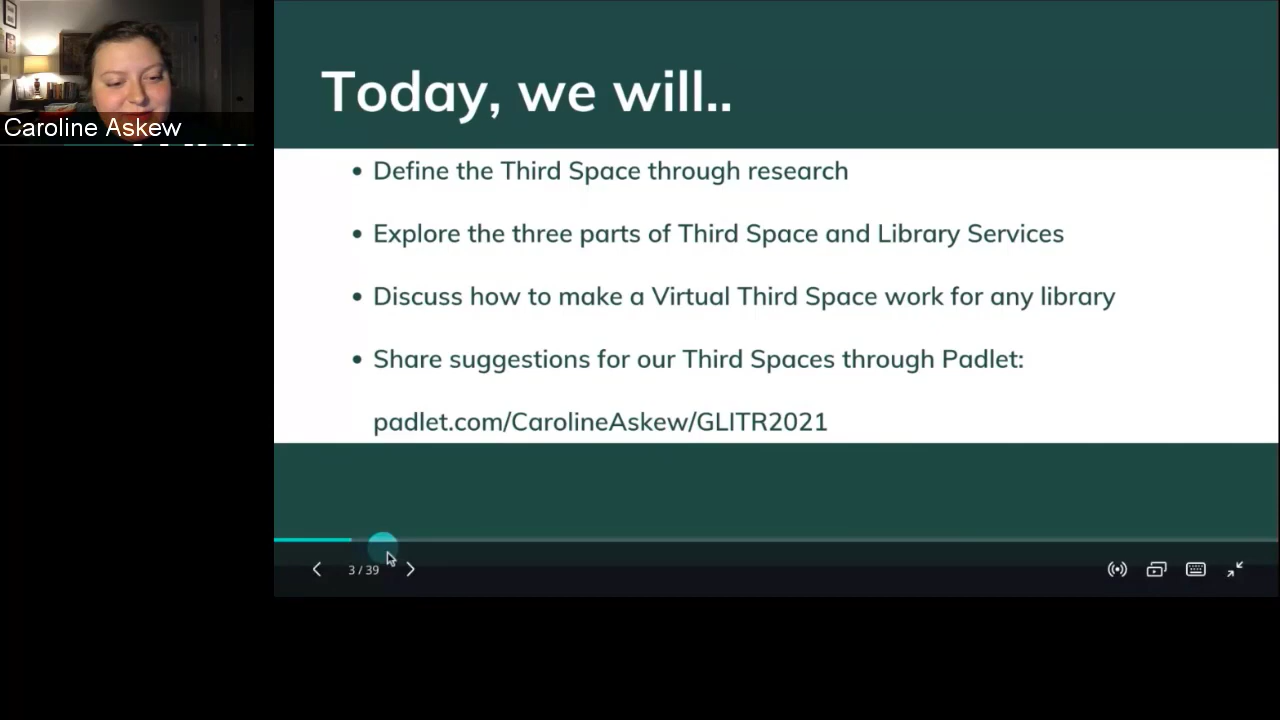 Caroline Askew
Today, we will..
• Define the Third Space through research
• Explore the three parts of Third Space and Library Services
• Discuss how to make a Virtual Third Space work for any library
• Share suggestions for our Third Spaces through Padlet:
padlet.com/CarolineAskew/GLITR2021
3 / 39